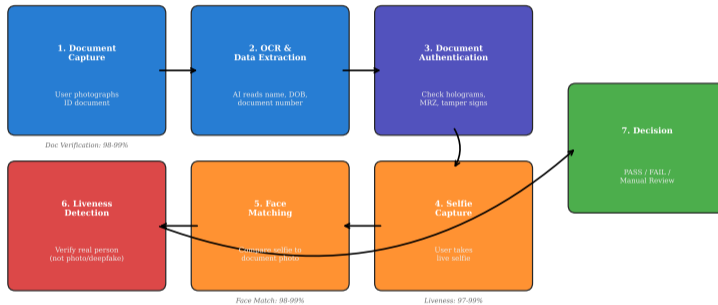 1. Document
Capture
User photographs
ID document
2. OCR &
Data Extraction
AI reads name, DOB,
document number
3. Document
Authentication
Check holograms,
MRZ, tamper signs
Doc Verification: 98-99%
7. Decision
PASS / FAIL /
Manual Review
6. Liveness
Detection
Verify real person
(not photo/deepfake)
5. Face
Matching
Compare selfie to
document photo
4. Selfie
Capture
User takes
live selfie
Face Match: 98-99%
Liveness: 97-99%